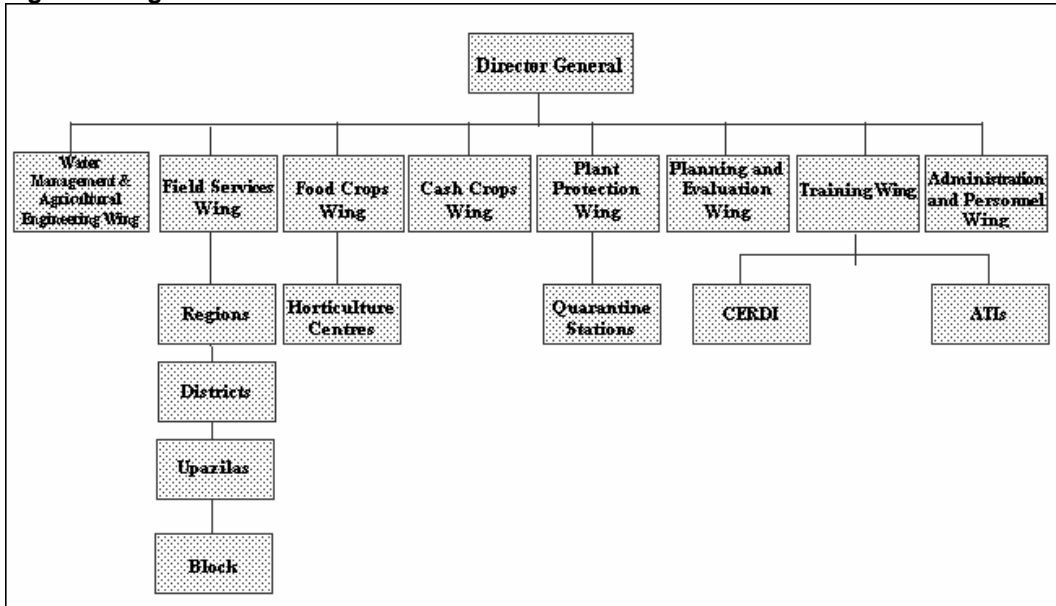 Director General
Water
Management &
Agricultural
Engineering Wing
Field Services
Wing
Food Crops
Wing
Cash Crops
Wing
Plant
Protection
Wing
Planning and
Evaluation
Wing
Training Wing
Administration
and Personnel
Wing
Regions
Horticulture
Centres
Quarantine
Stations
CERDI
ATIs
Districts
Upazilas
Block